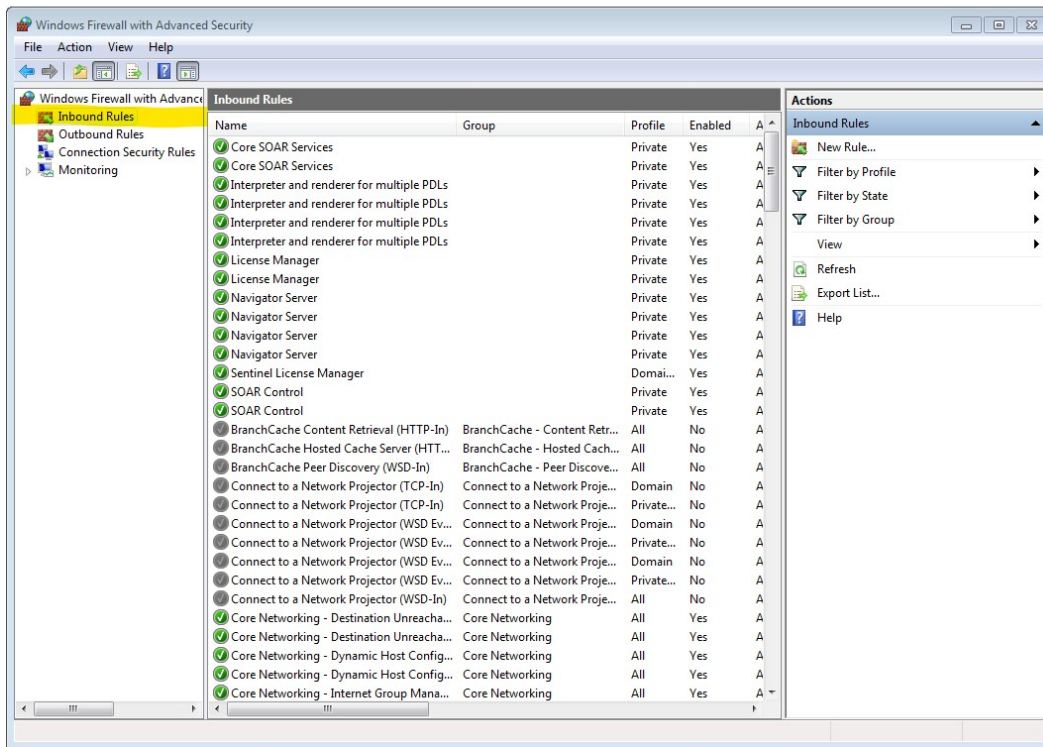 Windows Firewall with Advanced Security
File Action View Help
Windows Firewall with Advance
Inbound Rules
Outbound Rules
Connection Security Rules
Monitoring
Inbound Rules
Name Group Profile Enabled A
Core SOAR Services Private Yes A
Core SOAR Services Private Yes A
Interpreter and renderer for multiple PDLs Private Yes A
Interpreter and renderer for multiple PDLs Private Yes A
Interpreter and renderer for multiple PDLs Private Yes A
Interpreter and renderer for multiple PDLs Private Yes A
License Manager Private Yes A
License Manager Private Yes A
Navigator Server Private Yes A
Navigator Server Private Yes A
Navigator Server Private Yes A
Navigator Server Private Yes A
Sentinel License Manager Domai... Yes A
SOAR Control Private Yes A
SOAR Control Private Yes A
BranchCache Content Retrieval (HTTP-In) BranchCache - Content Retr... All No A
BranchCache Hosted Cache Server (HTT... BranchCache - Hosted Cach... All No A
BranchCache Peer Discovery (WSD-In) BranchCache - Peer Discove... All No A
Connect to a Network Projector (TCP-In) Connect to a Network Proje... Domain No A
Connect to a Network Projector (TCP-In) Connect to a Network Proje... Private... No A
Connect to a Network Projector (WSD Ev... Connect to a Network Proje... Domain No A
Connect to a Network Projector (WSD Ev... Connect to a Network Proje... Private... No A
Connect to a Network Projector (WSD Ev... Connect to a Network Proje... Domain No A
Connect to a Network Projector (WSD Ev... Connect to a Network Proje... Private... No A
Connect to a Network Projector (WSD-In) Connect to a Network Proje... All No A
Core Networking - Destination Unreacha... Core Networking All Yes A
Core Networking - Destination Unreacha... Core Networking All Yes A
Core Networking - Dynamic Host Config... Core Networking All Yes A
Core Networking - Dynamic Host Config... Core Networking All Yes A
Core Networking - Internet Group Mana... Core Networking All Yes A
Actions
Inbound Rules
New Rule...
Filter by Profile
Filter by State
Filter by Group
View
Refresh
Export List...
Help